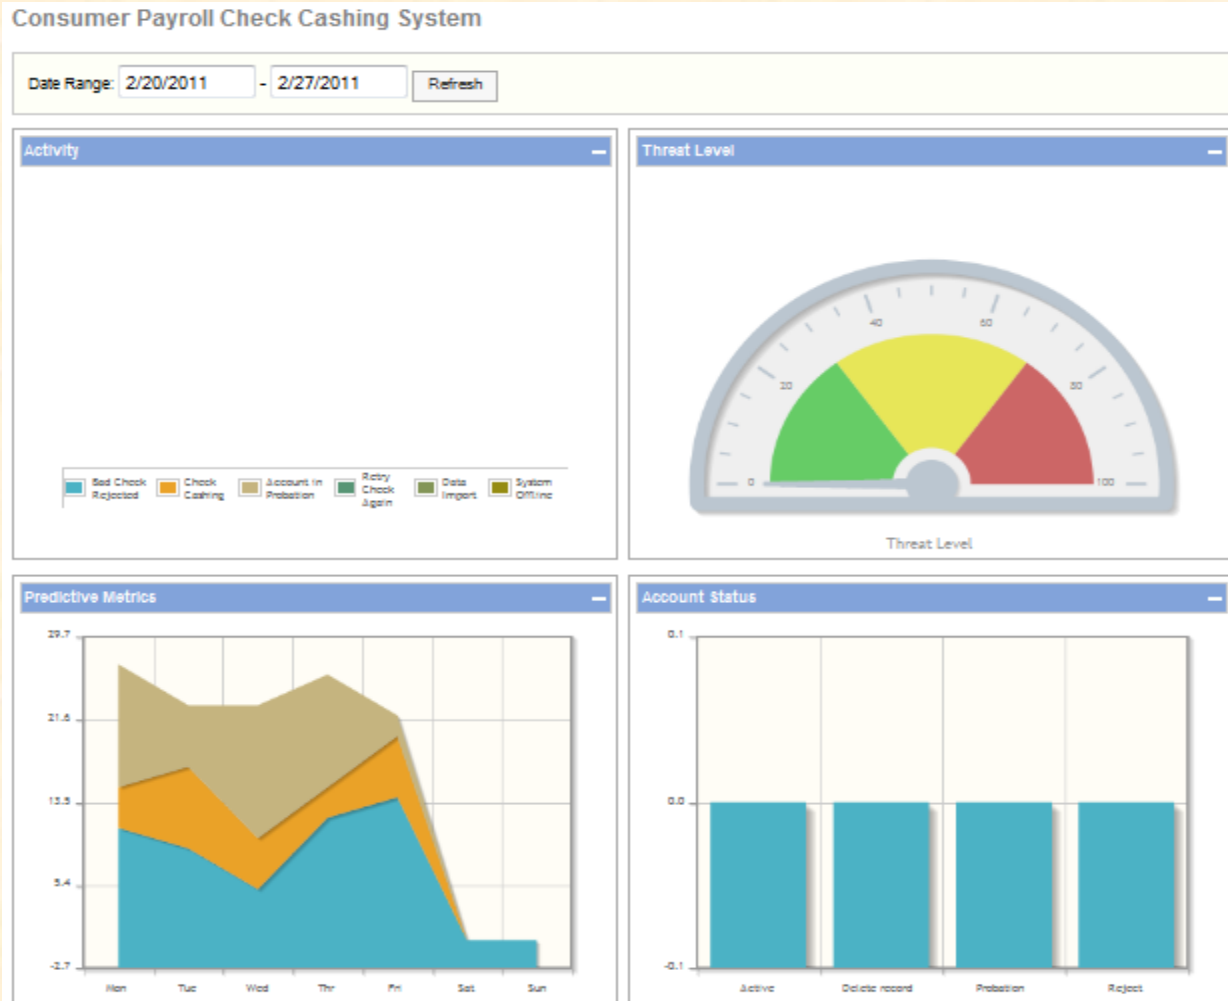 Consumer Payroll Check Cashing System
Date Range: 2/20/2011 - 2/27/2011 Refresh
Activity
Bad Check
Rejected
Check
Cashing
Account in
Probation
Retry
Check
Again
Data
Import
System
Offline
Threat Level
0
20
40
60
80
100
Threat Level
Predictive Metrics
29.7
21.6
13.5
5.4
-2.7
Mon
Tue
Wed
Thr
Fri
Sat
Sun
Account Status
0.1
0.0
-0.1
Active
Delete record
Probation
Reject